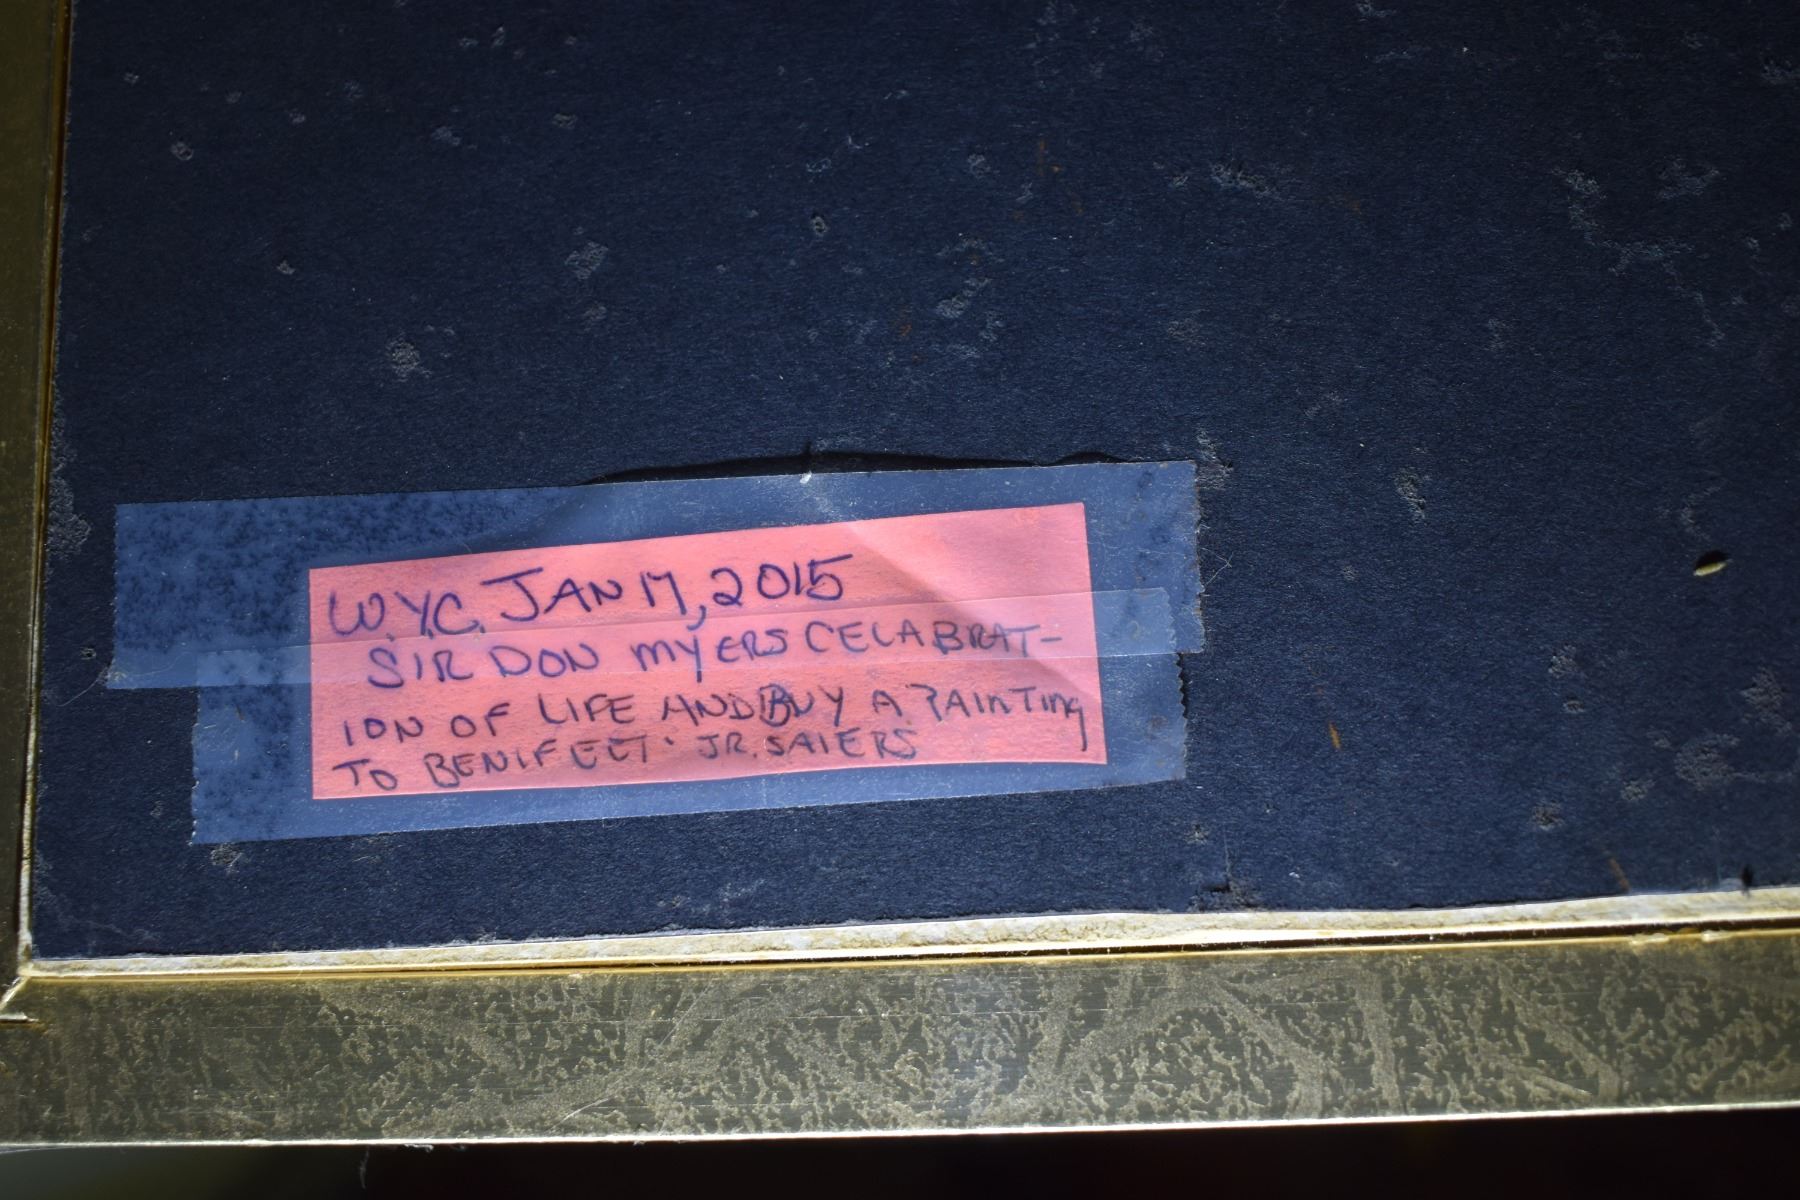 W.Y.C. JAN 17, 2015
SIR DON MYERS CELABRAT-
ION OF LIFE AND BUY A PAINTING
TO BENIFEET. JR. SAIERS